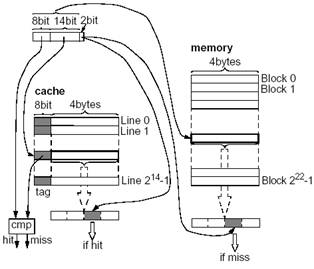 8bit 14bit 2bit
memory
4bytes
Block 0
Block 1
cache
8bit 4bytes
Line 0
Line 1
Line 2^14-1
tag
Block 2^22-1
cmp
hit miss
if hit
if miss